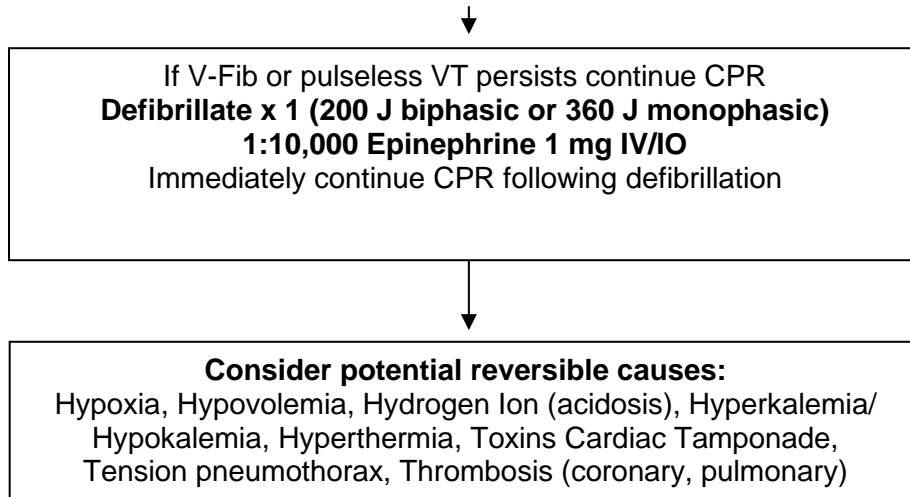 If V-Fib or pulseless VT persists continue CPR
Defibrillate x 1 (200 J biphasic or 360 J monophasic)
1:10,000 Epinephrine 1 mg IV/IO
Immediately continue CPR following defibrillation
Consider potential reversible causes:
Hypoxia, Hypovolemia, Hydrogen Ion (acidosis), Hyperkalemia/
Hypokalemia, Hyperthermia, Toxins Cardiac Tamponade,
Tension pneumothorax, Thrombosis (coronary, pulmonary)